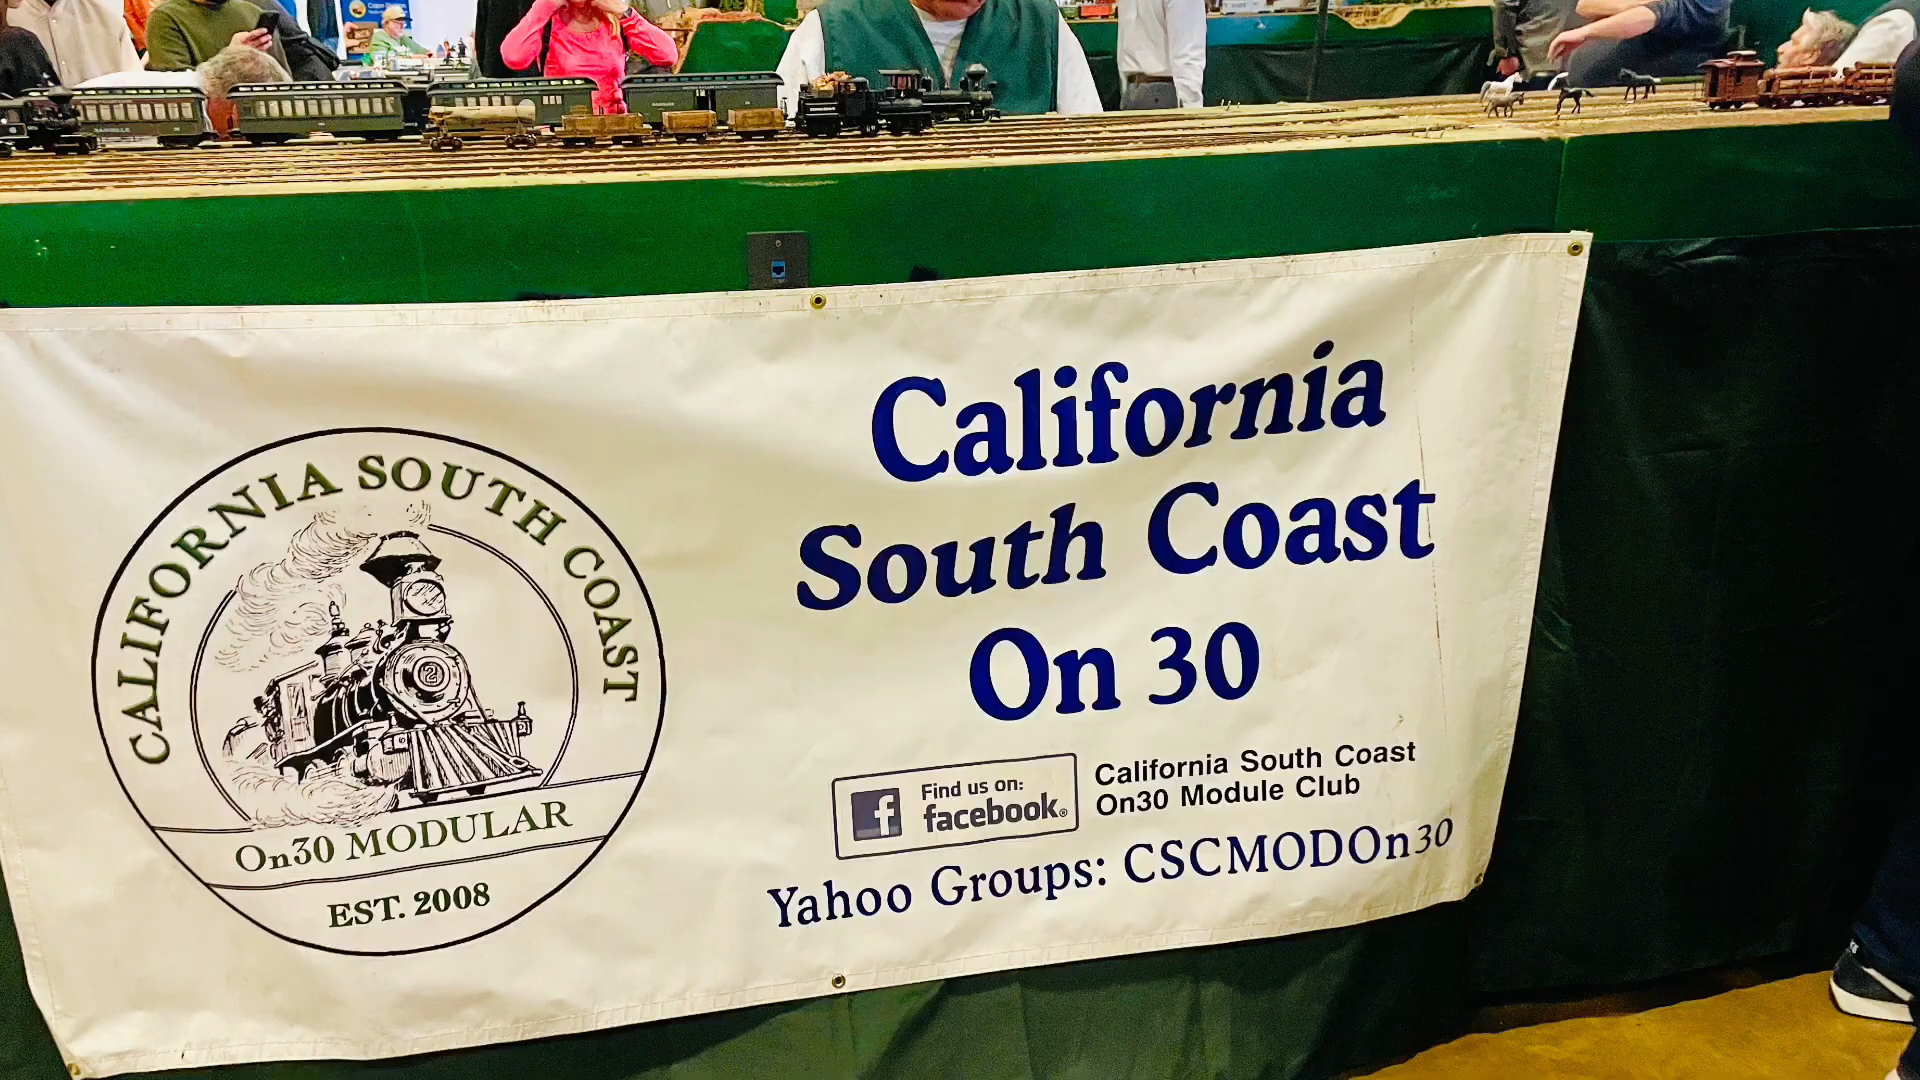 CALIFORNIA SOUTH COAST
2
On30 MODULAR
EST. 2008
California
South Coast
On 30
f Find us on:
facebook®
California South Coast
On30 Module Club
Yahoo Groups: CSCMODOn30